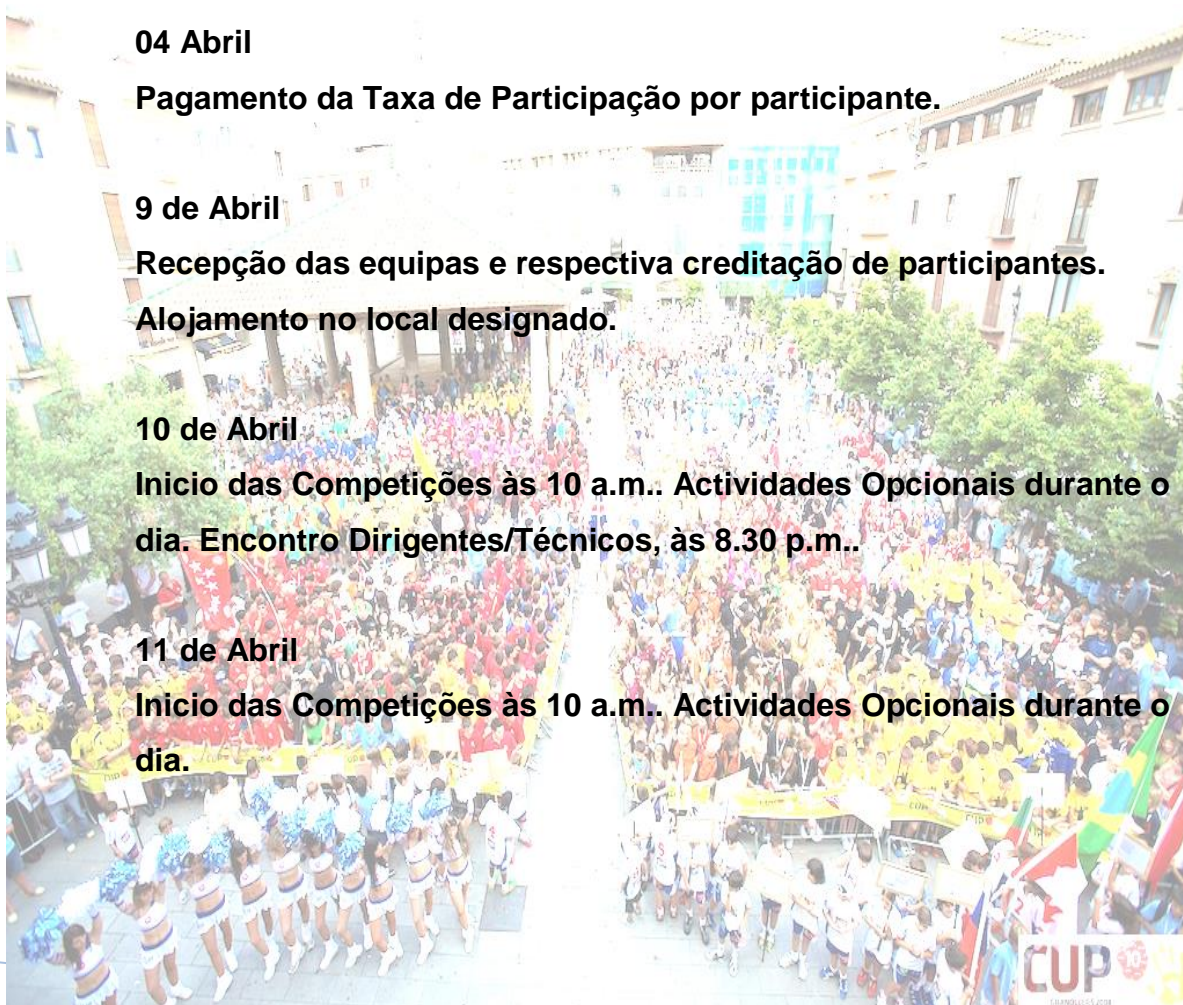 04 Abril
Pagamento da Taxa de Participação por participante.
9 de Abril
Recepção das equipas e respectiva creditação de participantes.
Alojamento no local designado.
10 de Abril
Inicio das Competições às 10 a.m.. Actividades Opcionais durante o
dia. Encontro Dirigentes/Técnicos, às 8.30 p.m..
11 de Abril
Inicio das Competições às 10 a.m.. Actividades Opcionais durante o
dia.
CUP 10